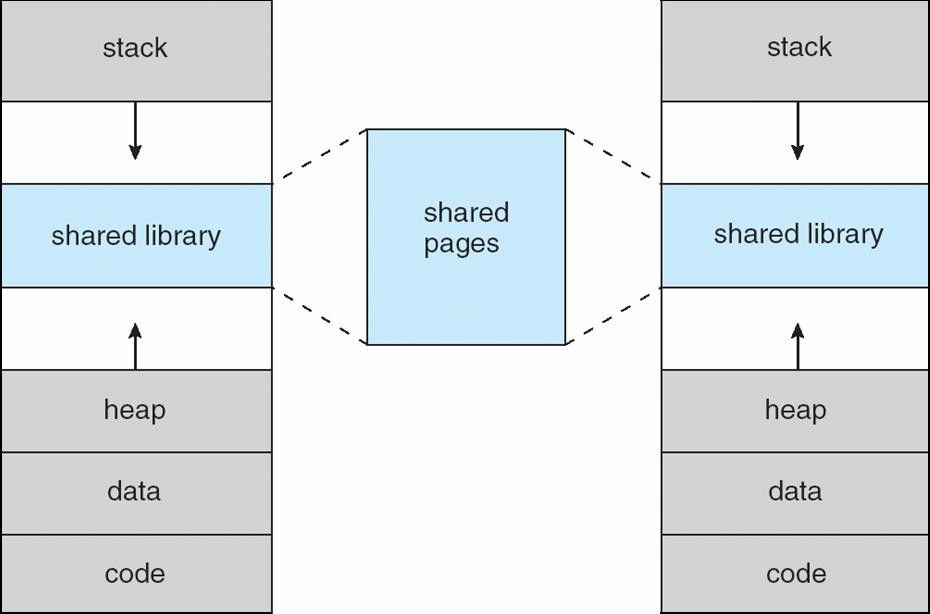 stack
shared library
heap
data
code
shared
pages
stack
shared library
heap
data
code